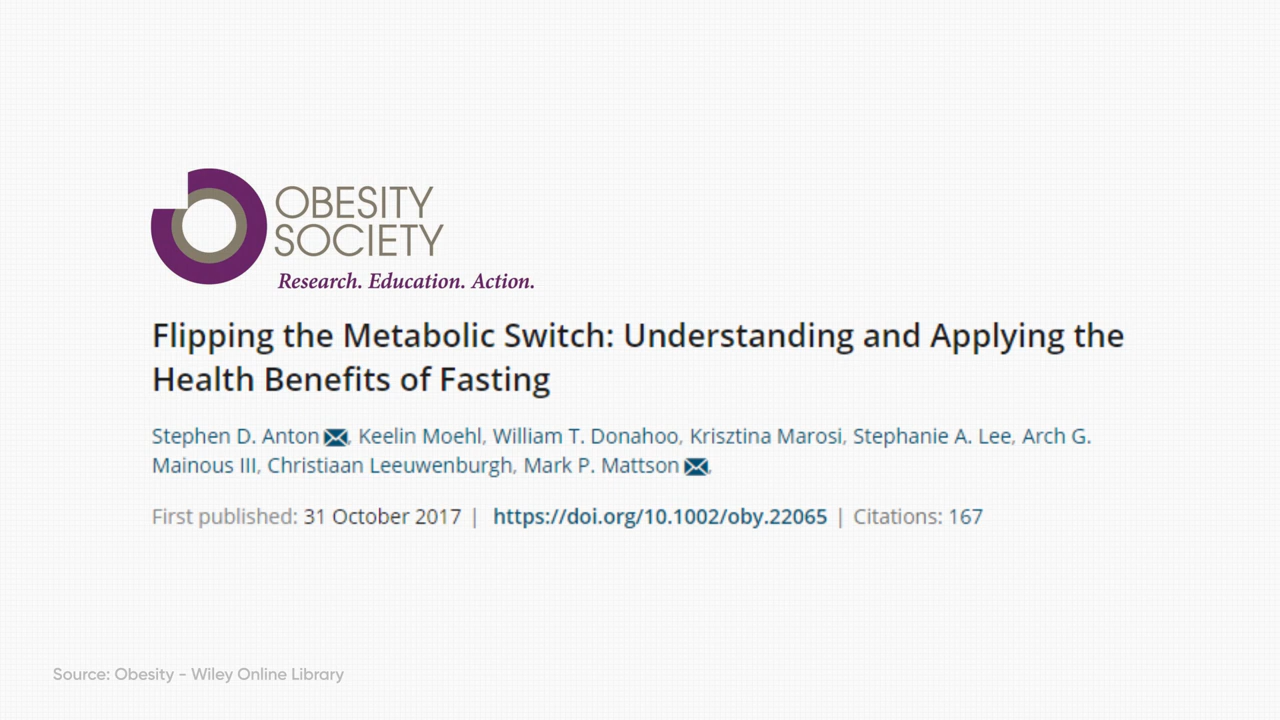 OBESITY
SOCIETY
Research. Education. Action.
Flipping the Metabolic Switch: Understanding and Applying the
Health Benefits of Fasting
Stephen D. Anton, Keelin Moehl, William T. Donahoo, Krisztina Marosi, Stephanie A. Lee, Arch G.
Mainous III, Christiaan Leeuwenburgh, Mark P. Mattson,
First published: 31 October 2017 | https://doi.org/10.1002/oby.22065 | Citations: 167
Source: Obesity - Wiley Online Library